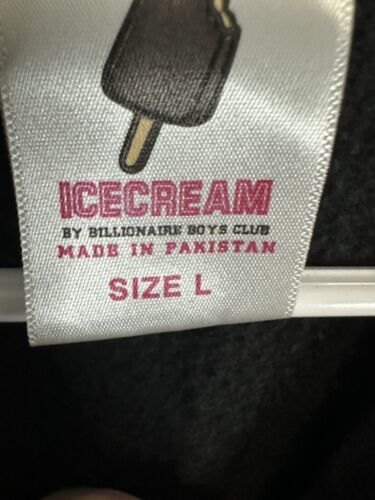 ICECREAM
BY BILLIONAIRE BOYS CLUB
MADE IN PAKISTAN
SIZE L